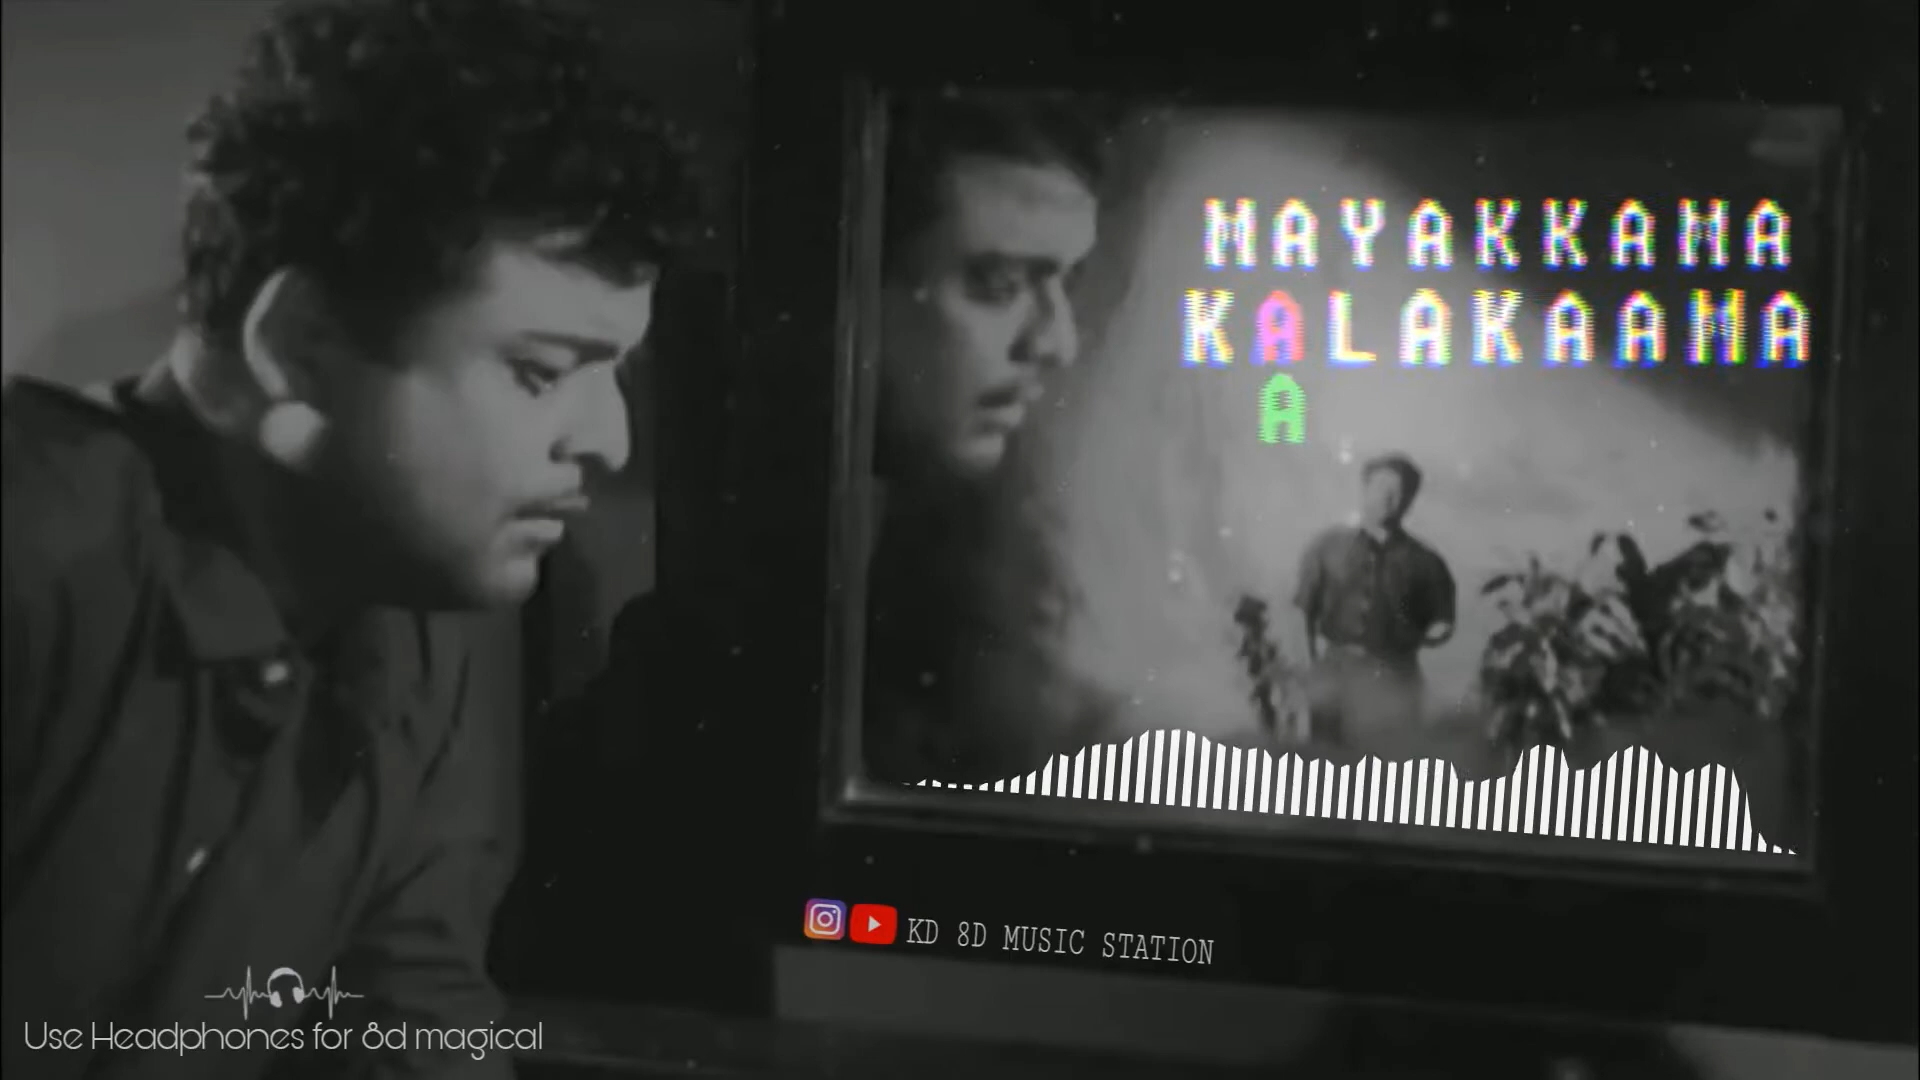 MAYAKKAMA
KALAKAAMA
A
KD 8D MUSIC STATION
Use Headphones for 8d magical